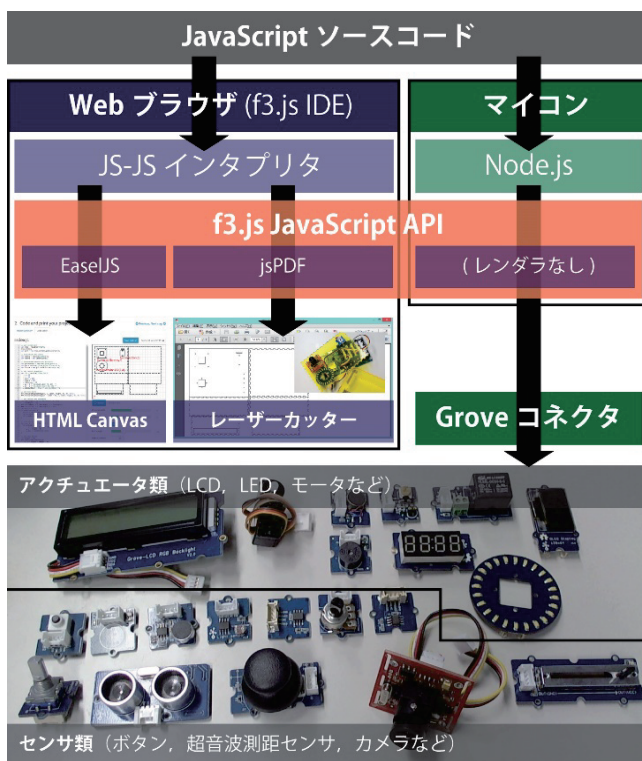 JavaScript ソースコード
Web ブラウザ (f3.js IDE)
マイコン
JS-JS インタプリタ
Node.js
f3.js JavaScript API
EaselJS
jsPDF
( レンダラなし )
HTML Canvas
レーザーカッター
Grove コネクタ
アクチュエータ類（LCD，LED，モータなど）
Grove-LCD RGB Backlight
センサ類（ボタン，超音波測距センサ，カメラなど）